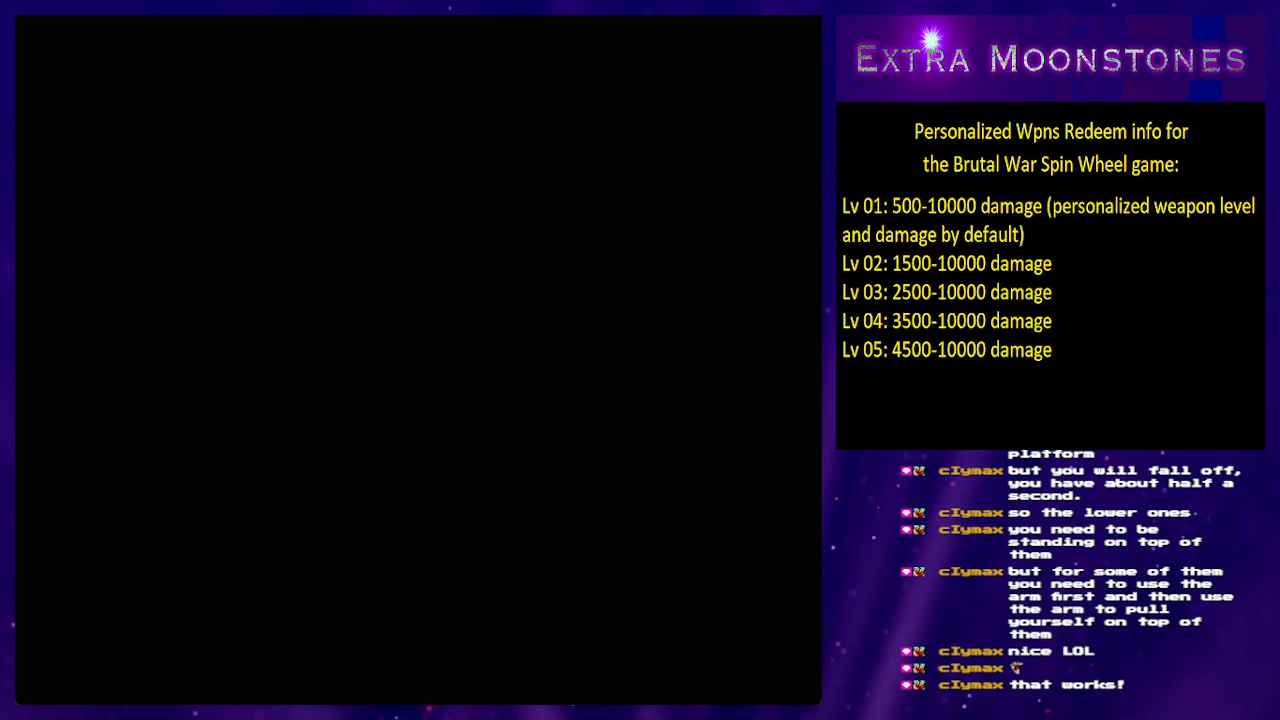 EXTRA MOONSTONES
Personalized Wpns Redeem info for
the Brutal War Spin Wheel game:
Lv 01: 500-10000 damage (personalized weapon level
and damage by default)
Lv 02: 1500-10000 damage
Lv 03: 2500-10000 damage
Lv 04: 3500-10000 damage
Lv 05: 4500-10000 damage
platform
cIymax but you will fall off,
you have about half a
second.
cIymax so the lower ones
cIymax you need to be
standing on top of
them
cIymax but for some of them
you need to use the
arm first and then use
the arm to pull
yourself on top of
them
cIymax nice LOL
cIymax
cIymax that works!